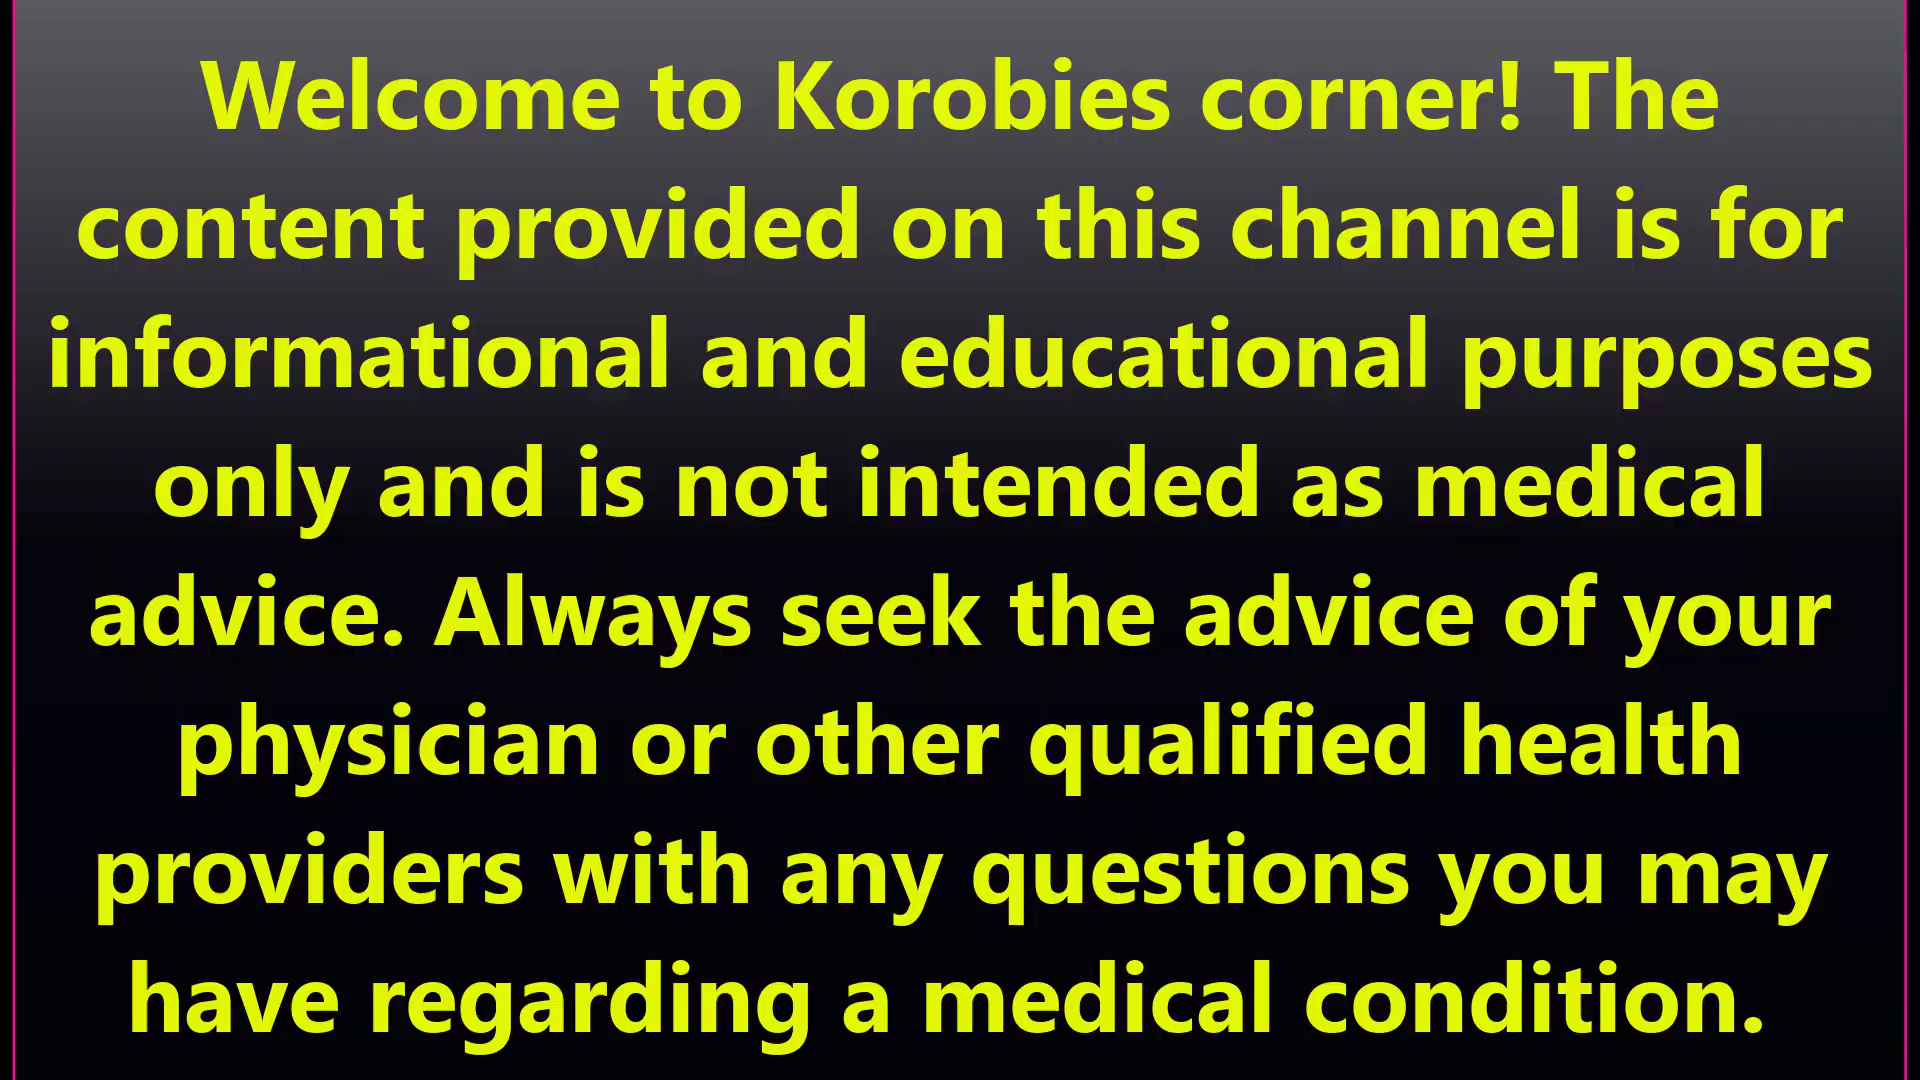 Welcome to Korobies corner! The
content provided on this channel is for
informational and educational purposes
only and is not intended as medical
advice. Always seek the advice of your
physician or other qualified health
providers with any questions you may
have regarding a medical condition.